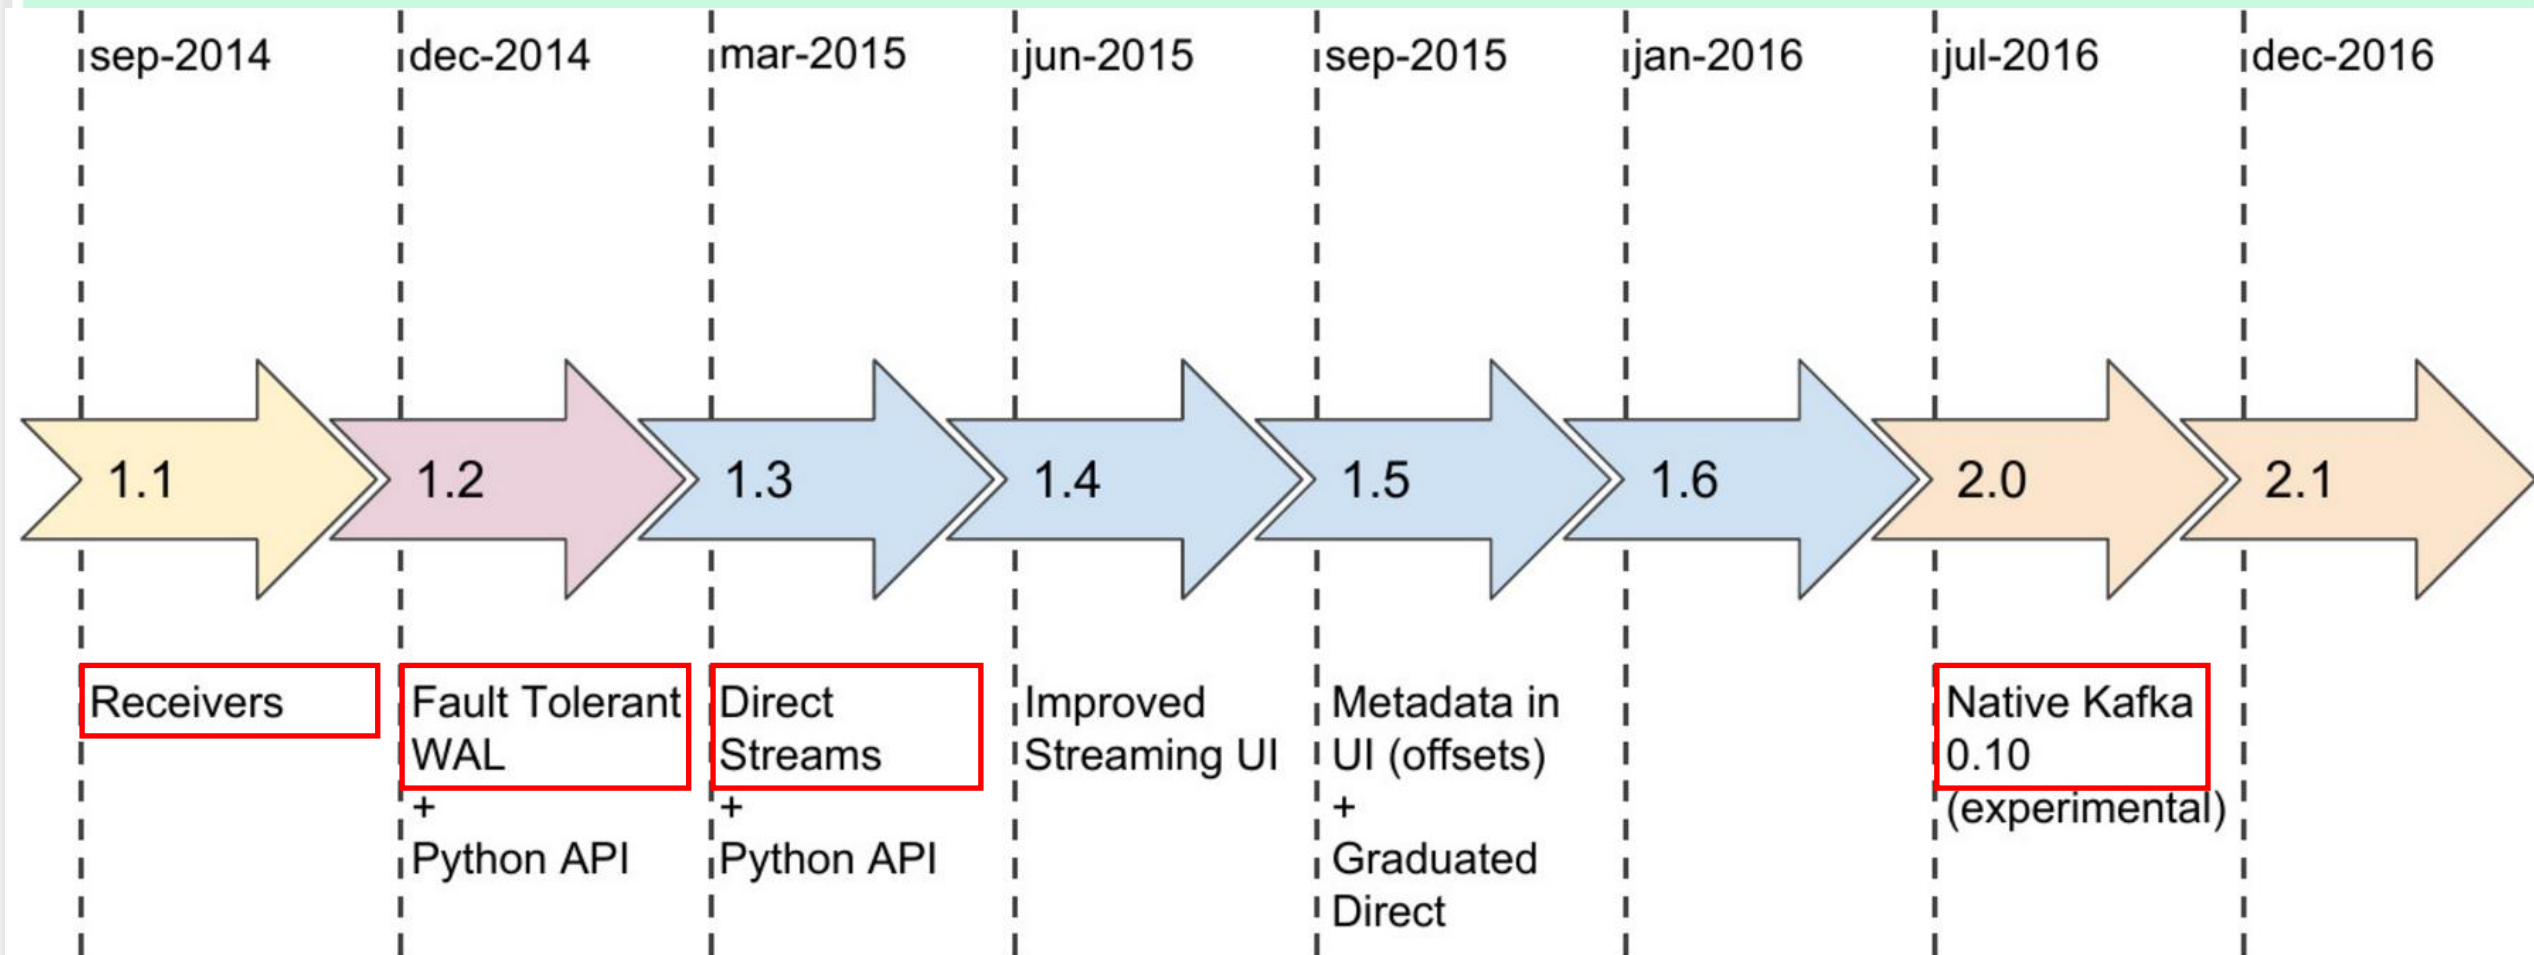 sep-2014
dec-2014
mar-2015
jun-2015
sep-2015
jan-2016
jul-2016
dec-2016
1.1
1.2
1.3
1.4
1.5
1.6
2.0
2.1
Receivers
Fault Tolerant
WAL
+
Python API
Direct
Streams
+
Python API
Improved
Streaming UI
Metadata in
UI (offsets)
+
Graduated
Direct
Native Kafka
0.10
(experimental)